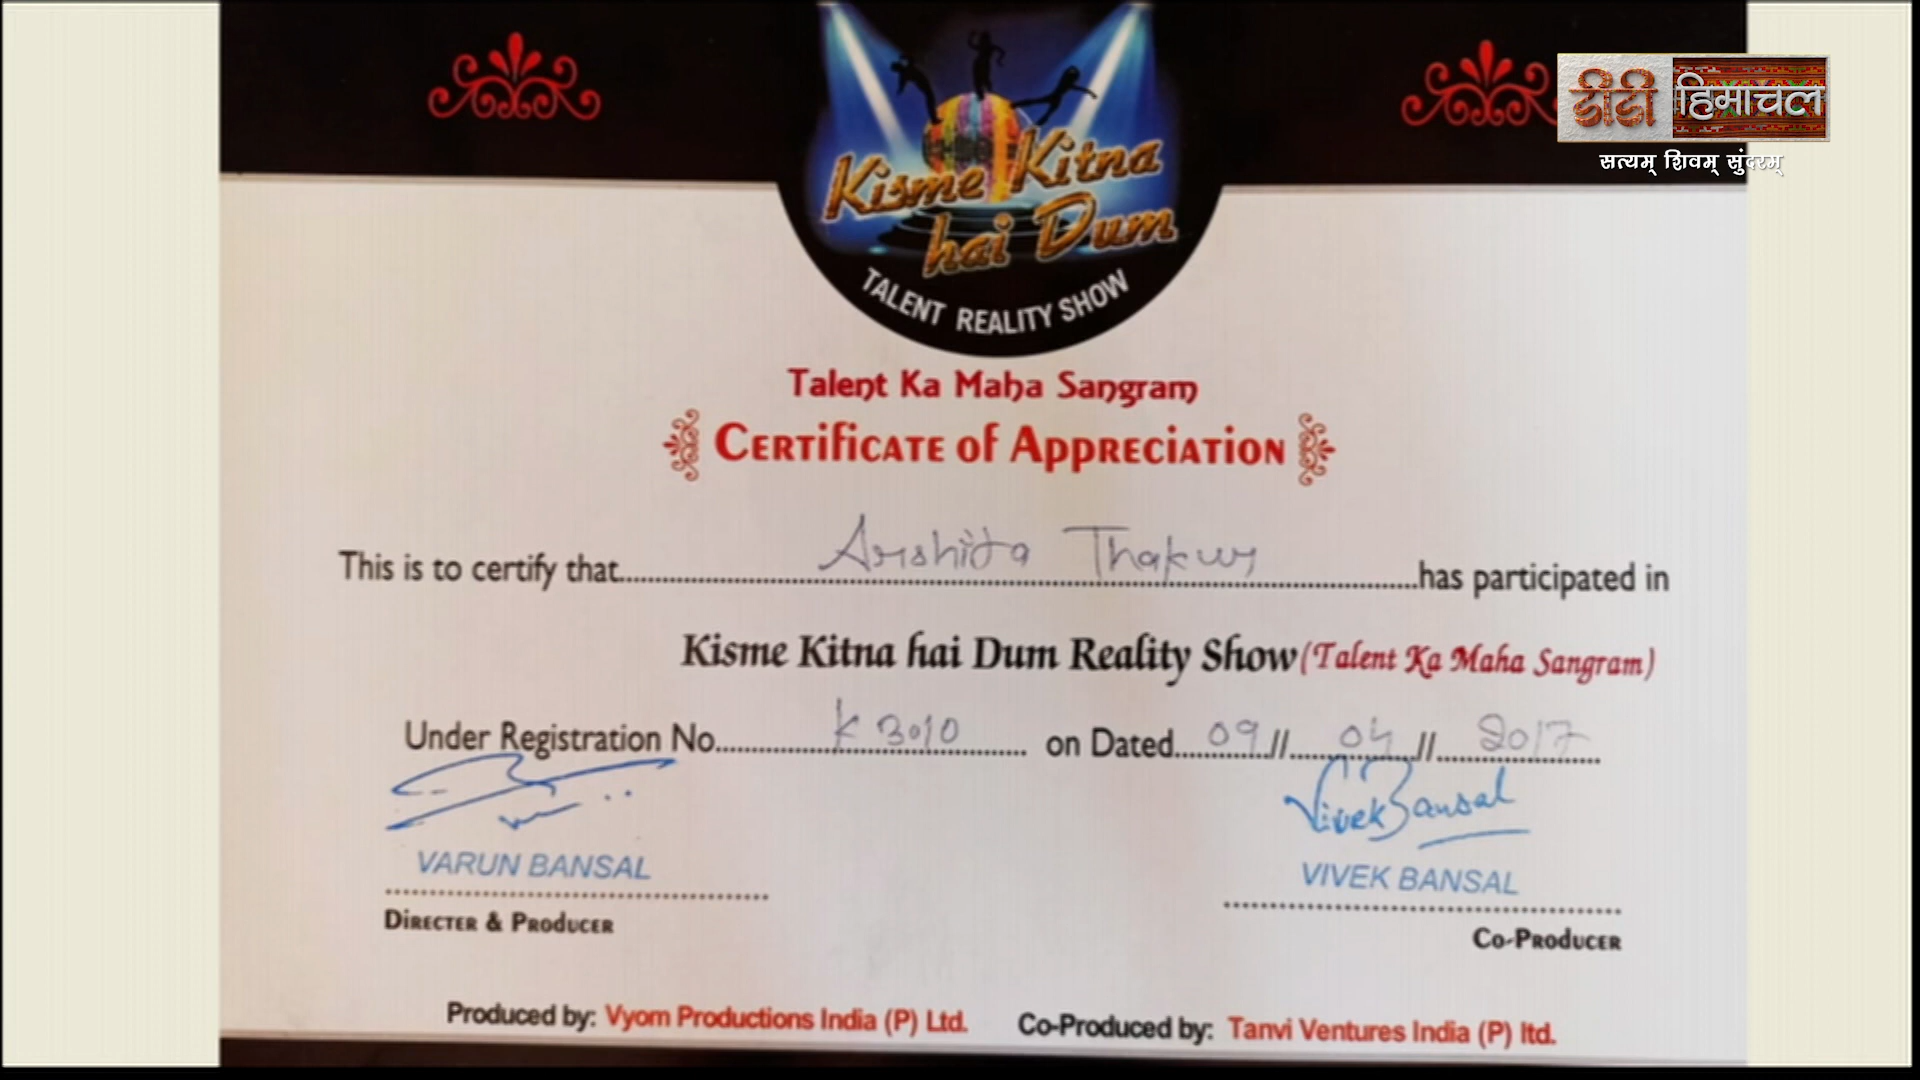 डीडी हिमाचल
सत्यम् शिवम् सुंदरम्
Kisme Kitna
hai Dum
TALENT REALITY SHOW
Talent Ka Maha Sangram
Certificate of Appreciation
This is to certify that Arshita Thakur has participated in
Kisme Kitna hai Dum Reality Show (Talent Ka Maha Sangram)
Under Registration No. K 3010 on Dated 09 // 04 // 2017
Vivek Bansal
VARUN BANSAL VIVEK BANSAL
Directer & Producer Co-Producer
Produced by: Vyom Productions India (P) Ltd. Co-Produced by: Tanvi Ventures India (P) ltd.